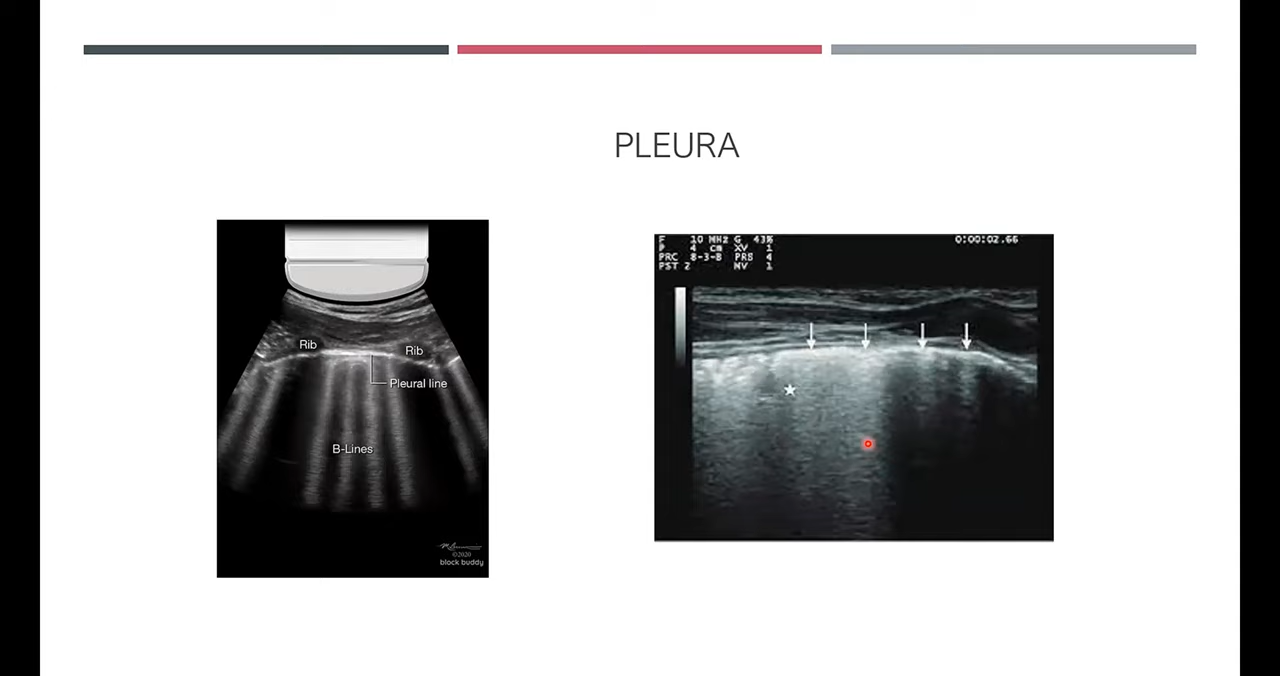 PLEURA
Rib
Rib
Pleural line
B-Lines
©2020
block buddy
F 10 MHz G 43%
P 4 cm XV 1
PRC 8-3-B PRS 4
PST 2 MV 1
0:00:02.66